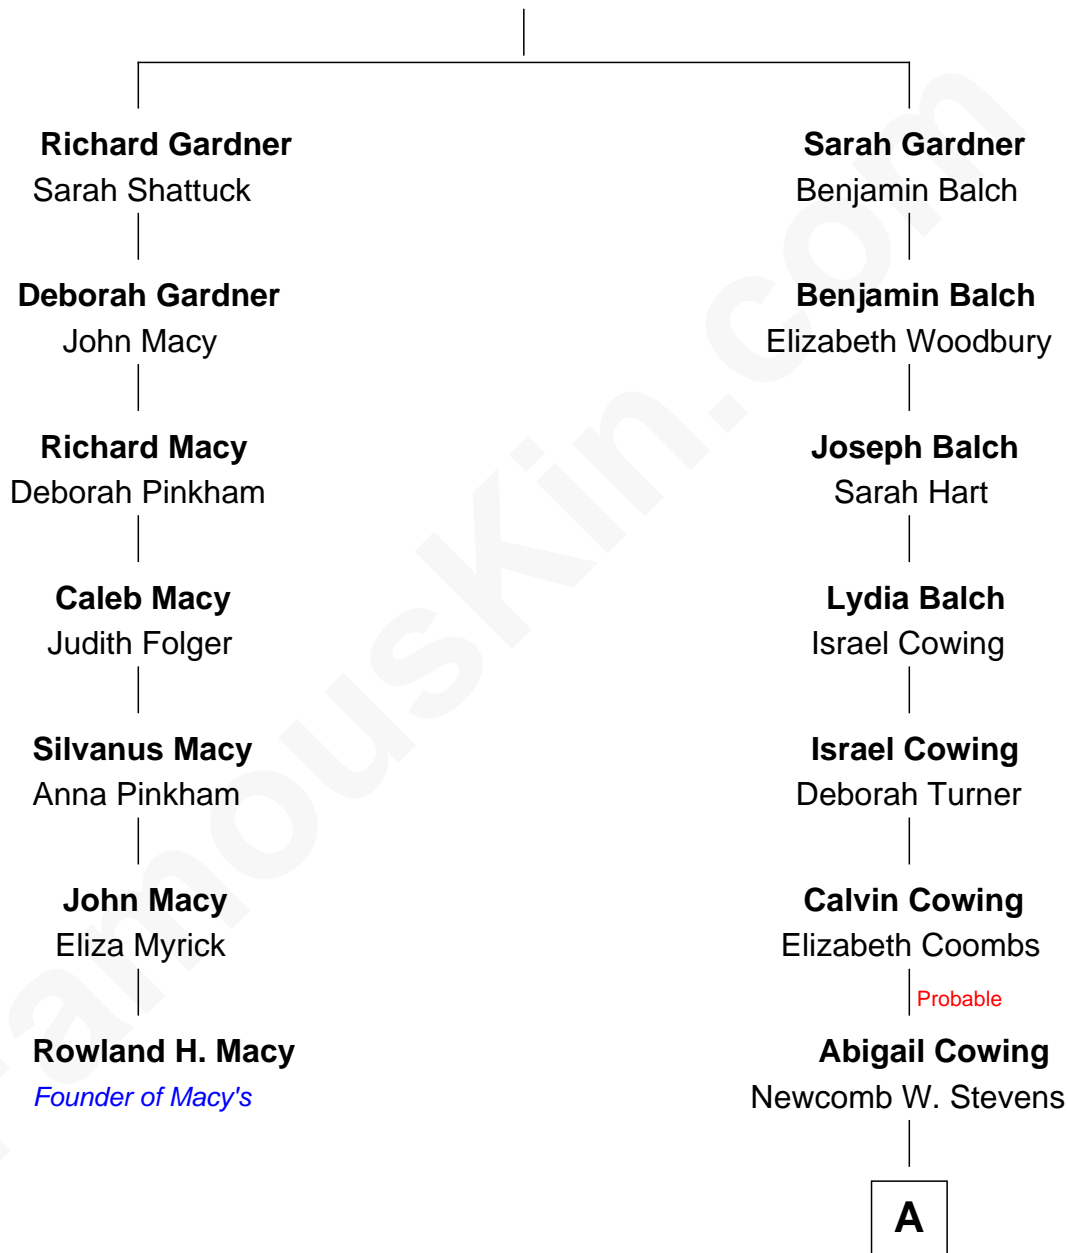 Richard Gardner
Sarah Shattuck
Deborah Gardner
John Macy
Richard Macy
Deborah Pinkham
Caleb Macy
Judith Folger
Silvanus Macy
Anna Pinkham
John Macy
Eliza Myrick
Rowland H. Macy
Founder of Macy's
Sarah Gardner
Benjamin Balch
Benjamin Balch
Elizabeth Woodbury
Joseph Balch
Sarah Hart
Lydia Balch
Israel Cowing
Israel Cowing
Deborah Turner
Calvin Cowing
Elizabeth Coombs
Probable
Abigail Cowing
Newcomb W. Stevens
A
FamousKin.com